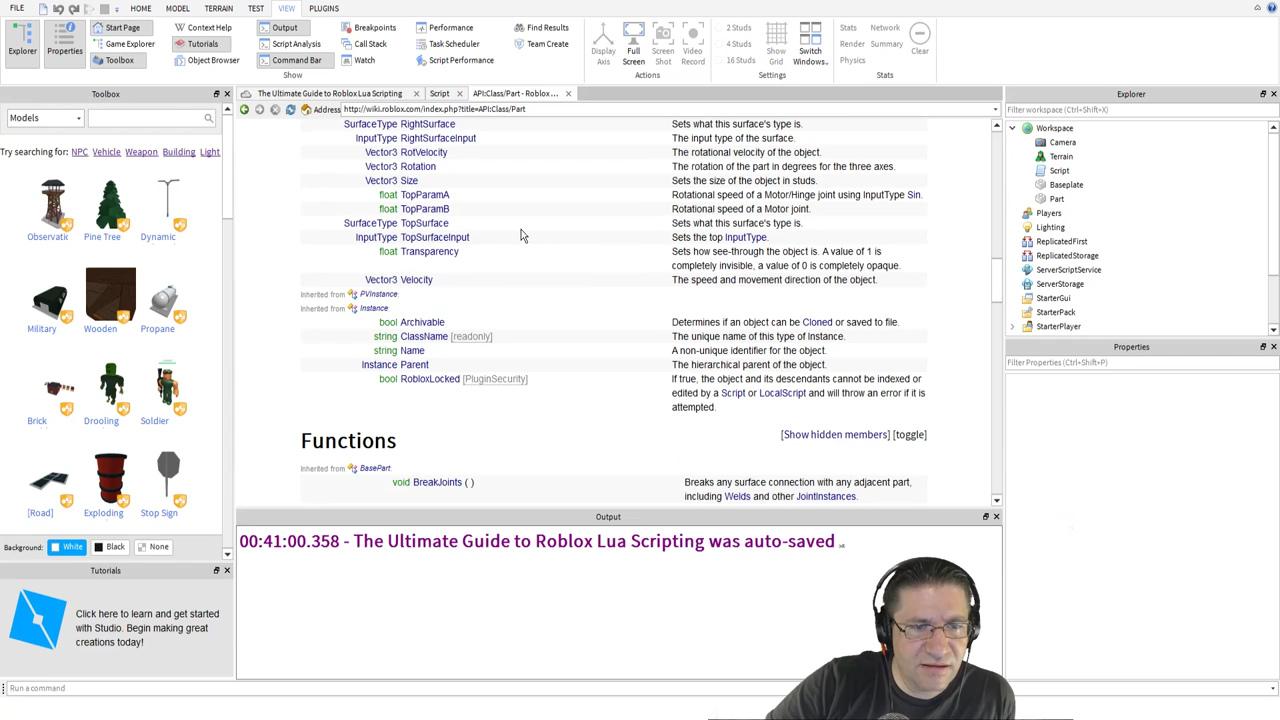 FILE HOME MODEL TERRAIN TEST VIEW PLUGINS
Explorer
Properties
Start Page
Game Explorer
Toolbox
Context Help
Tutorials
Object Browser
Output
Script Analysis
Command Bar
Breakpoints
Call Stack
Watch
Performance
Task Scheduler
Script Performance
Find Results
Team Create
Show
Display Axis
Full Screen
Screen Shot
Video Record
Actions
2 Studs
4 Studs
16 Studs
Show Grid
Switch Windows
Settings
Stats
Network
Render
Summary
Physics
Clear
Stats
Toolbox
Models
Try searching for: NPC Vehicle Weapon Building Light
Observatic Pine Tree Dynamic
Military Wooden Propane
Brick Drooling Soldier
[Road] Exploding Stop Sign
Background: White Black None
Tutorials
Click here to learn and get started
with Studio. Begin making great
creations today!
Run a command
The Ultimate Guide to Roblox Lua Scripting Script API:Class/Part - Roblox ...
Address http://wiki.roblox.com/index.php?title=API:Class/Part
SurfaceType RightSurface Sets what this surface's type is.
InputType RightSurfaceInput The input type of the surface.
Vector3 RotVelocity The rotational velocity of the object.
Vector3 Rotation The rotation of the part in degrees for the three axes.
Vector3 Size Sets the size of the object in studs.
float TopParamA Rotational speed of a Motor/Hinge joint using InputType Sin.
float TopParamB Rotational speed of a Motor joint.
SurfaceType TopSurface Sets what this surface's type is.
InputType TopSurfaceInput Sets the top InputType.
float Transparency Sets how see-through the object is. A value of 1 is
completely invisible, a value of 0 is completely opaque.
Vector3 Velocity The speed and movement direction of the object.
Inherited from PVInstance:
Inherited from Instance:
bool Archivable Determines if an object can be Cloned or saved to file.
string ClassName [readonly] The unique name of this type of Instance.
string Name A non-unique identifier for the object.
Instance Parent The hierarchical parent of the object.
bool RobloxLocked [PluginSecurity] If true, the object and its descendants cannot be indexed or
edited by a Script or LocalScript and will throw an error if it is
attempted.
Functions [Show hidden members] [toggle]
Inherited from BasePart:
void BreakJoints ( ) Breaks any surface connection with any adjacent part,
including Welds and other JointInstances.
Output
00:41:00.358 - The Ultimate Guide to Roblox Lua Scripting was auto-saved
Explorer
Filter workspace (Ctrl+Shift+X)
Workspace
Camera
Terrain
Script
Baseplate
Part
Players
Lighting
ReplicatedFirst
ReplicatedStorage
ServerScriptService
ServerStorage
StarterGui
StarterPack
StarterPlayer
Properties
Filter Properties (Ctrl+Shift+P)